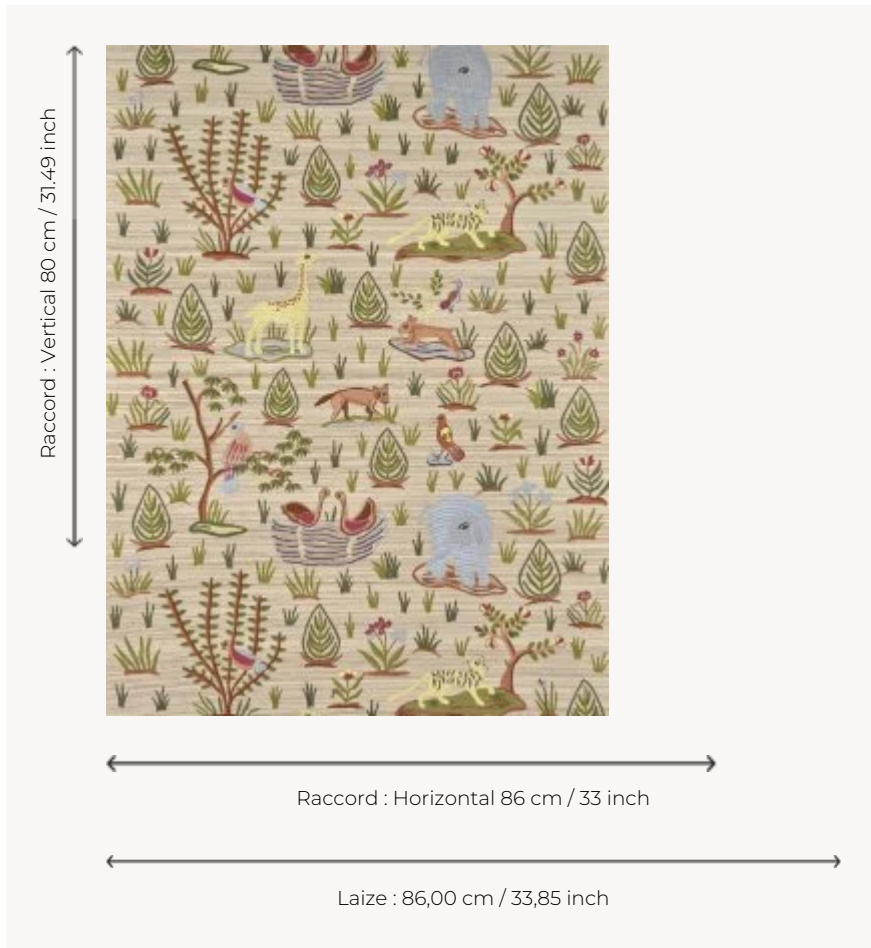 Raccord : Vertical 80 cm / 31.49 inch
Raccord : Horizontal 86 cm / 33 inch
Laize : 86,00 cm / 33,85 inch